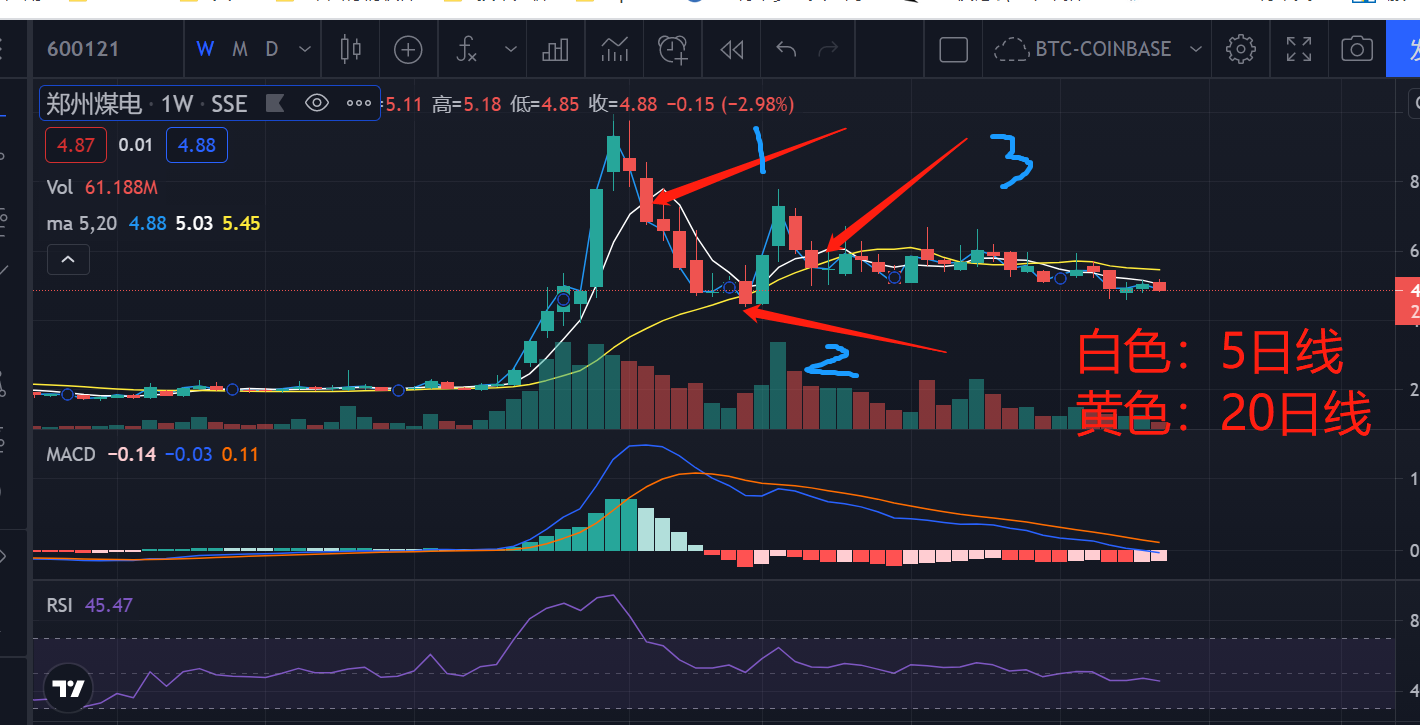 600121 W M D BTC-COINBASE 发
郑州煤电 · 1W · SSE =5.11 高=5.18 低=4.85 收=4.88 −0.15 (−2.98%)
4.87 0.01 4.88
Vol 61.188M
ma 5,20 4.88 5.03 5.45
1
3
2
8
6
4
2
2
白色：5日线
黄色：20日线
MACD −0.14 −0.03 0.11
1
0
RSI 45.47
8
4